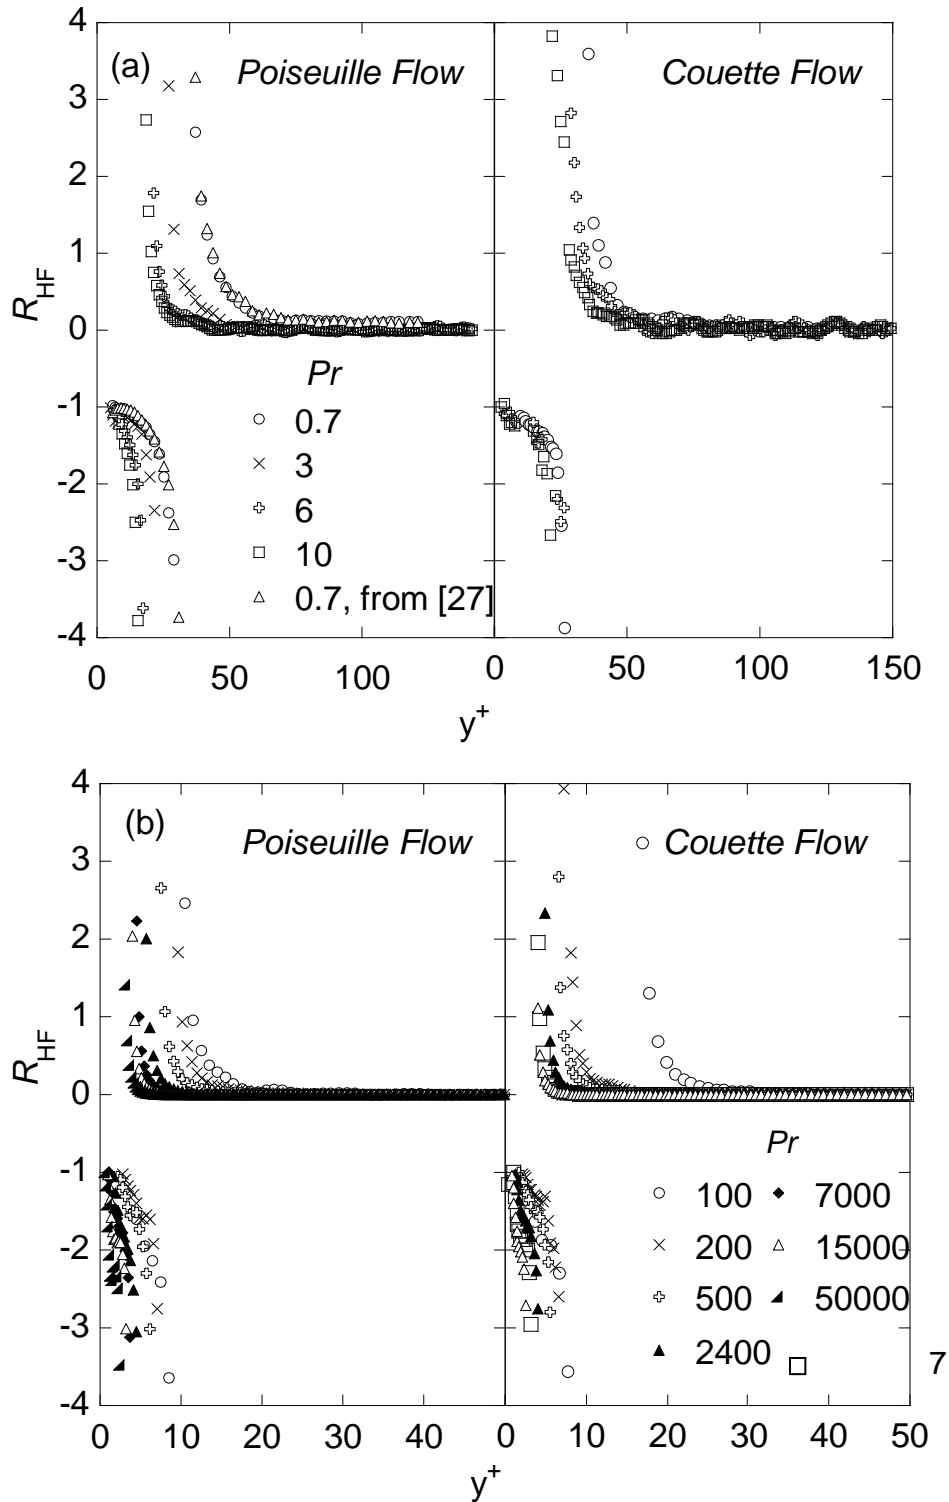 (a)
Poiseuille Flow
Couette Flow
4
3
2
1
0
-1
-2
-3
-4
R_HF
Pr
0.7
3
6
10
0.7, from [27]
0 50 100 0 50 100 150
y+
(b)
Poiseuille Flow
Couette Flow
4
3
2
1
0
-1
-2
-3
-4
R_HF
Pr
100 7000
200 15000
500 50000
2400 7
0 10 20 30 40 0 10 20 30 40 50
y+